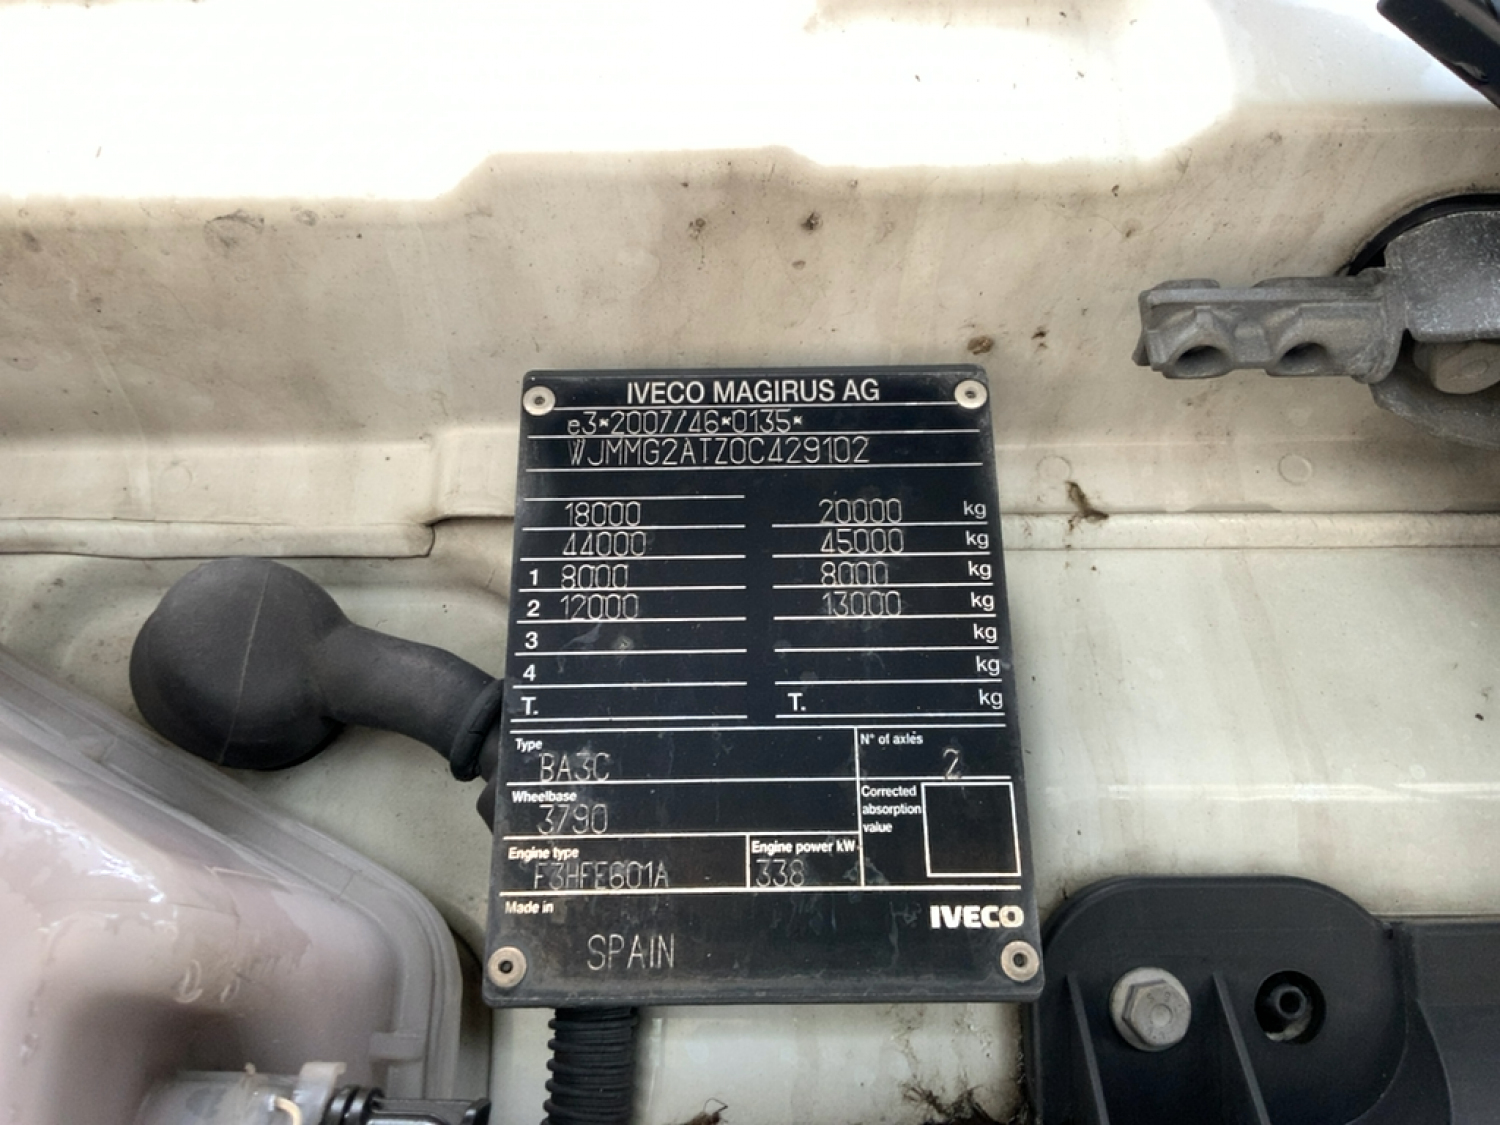 IVECO MAGIRUS AG
e3*2007/46*0135*
WJMMG2ATZ0C429102
18000 20000 kg
44000 45000 kg
1 8000 8000 kg
2 12000 13000 kg
3 kg
4 kg
T. T. kg
Type N° of axles
BA3C 2
Wheelbase
3790
Corrected
absorption
value
Engine type Engine power kW
F3HFE601A 338
Made in
IVECO
SPAIN